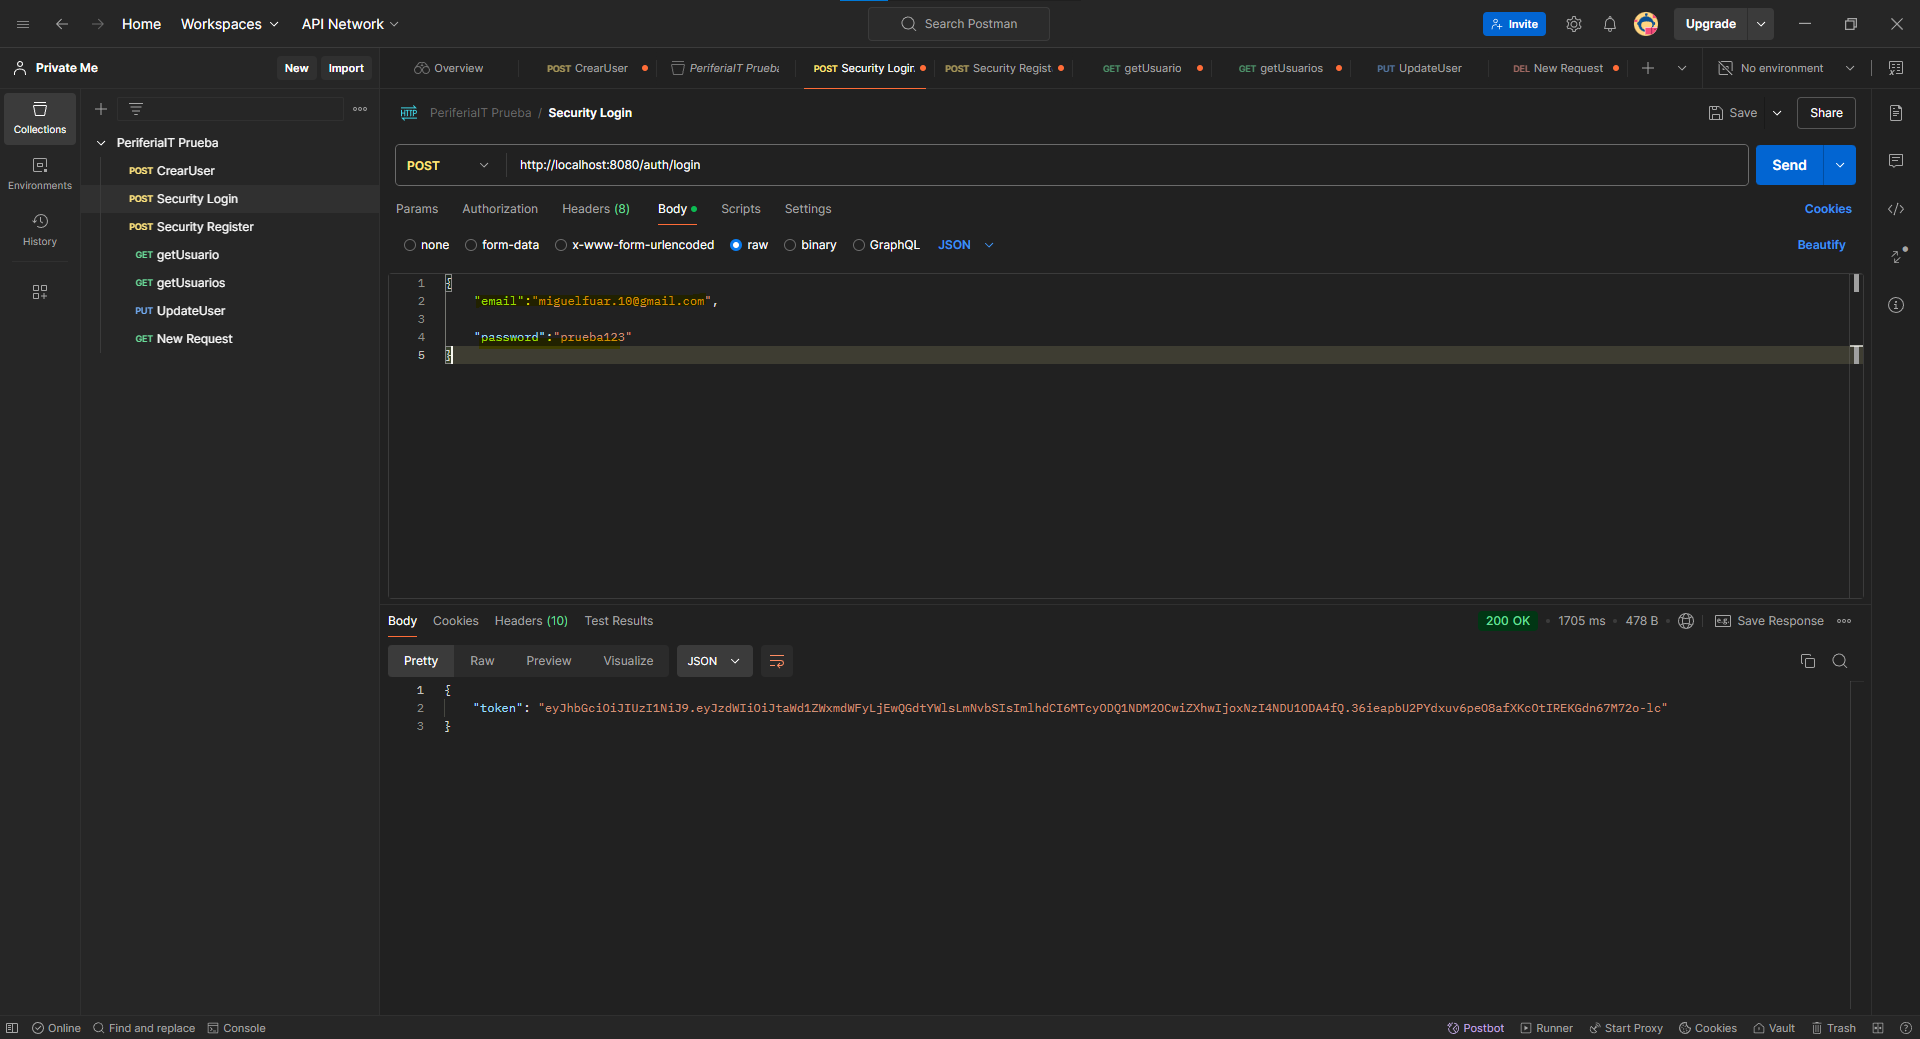 Home Workspaces API Network Search Postman Invite Upgrade
Private Me New Import
Overview POST CrearUser PeriferiaIT Prueba POST Security Login POST Security Regist GET getUsuario GET getUsuarios PUT UpdateUser DEL New Request No environment
Collections
Environments
History
PeriferiaIT Prueba
POST CrearUser
POST Security Login
POST Security Register
GET getUsuario
GET getUsuarios
PUT UpdateUser
GET New Request
HTTP PeriferiaIT Prueba / Security Login Save Share
POST http://localhost:8080/auth/login Send
Params Authorization Headers (8) Body Scripts Settings Cookies
none form-data x-www-form-urlencoded raw binary GraphQL JSON Beautify
1 {
2 "email":"miguelfuar.10@gmail.com",
3
4 "password":"prueba123"
5 }
Body Cookies Headers (10) Test Results 200 OK 1705 ms 478 B e.g. Save Response
Pretty Raw Preview Visualize JSON
1 {
2 "token": "eyJhbGciOiJIUzI1NiJ9.eyJzdWIiOiJtaWd1ZWxmdWFyLjEwQGdtYWlsLmNvbSIsImlhdCI6MTcyODQ1NDM2OCwiZXhwIjoxNzI4NDU1ODA4fQ.36ieapbU2PYdxuv6peO8afXKcOtIREKGdn67M72o-lc"
3 }
Online Find and replace Console Postbot Runner Start Proxy Cookies Vault Trash